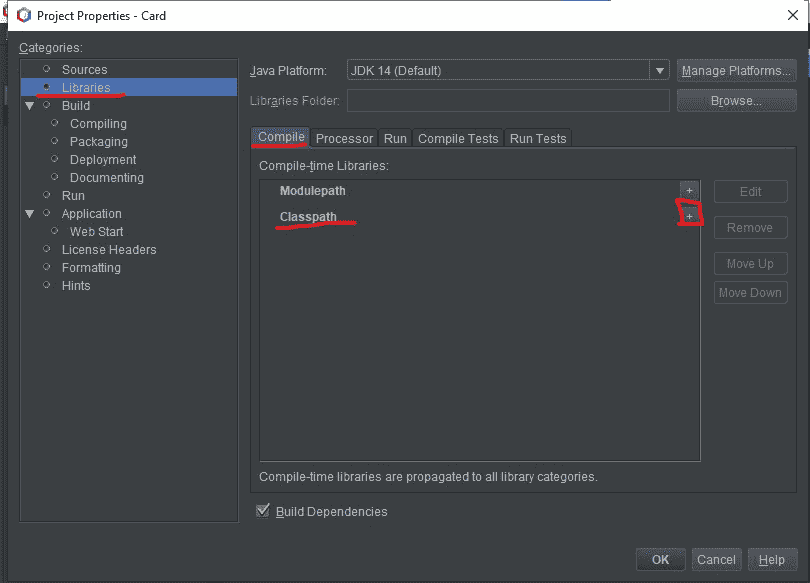 Project Properties - Card
Categories:
Sources
Libraries
Build
Compiling
Packaging
Deployment
Documenting
Run
Application
Web Start
License Headers
Formatting
Hints
Java Platform: JDK 14 (Default) Manage Platforms...
Libraries Folder: Browse...
Compile Processor Run Compile Tests Run Tests
Compile-time Libraries:
Modulepath + Edit
Classpath +
Remove
Move Up
Move Down
Compile-time libraries are propagated to all library categories.
Build Dependencies
OK Cancel Help